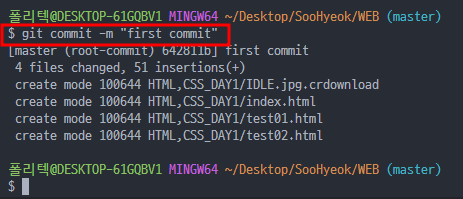 폴리텍@DESKTOP-61GQBV1 MINGW64 ~/Desktop/SooHyeok/WEB (master)
$ git commit -m "first commit"
[master (root-commit) 642811b] first commit
 4 files changed, 51 insertions(+)
 create mode 100644 HTML,CSS_DAY1/IDLE.jpg.crdownload
 create mode 100644 HTML,CSS_DAY1/index.html
 create mode 100644 HTML,CSS_DAY1/test01.html
 create mode 100644 HTML,CSS_DAY1/test02.html
폴리텍@DESKTOP-61GQBV1 MINGW64 ~/Desktop/SooHyeok/WEB (master)
$